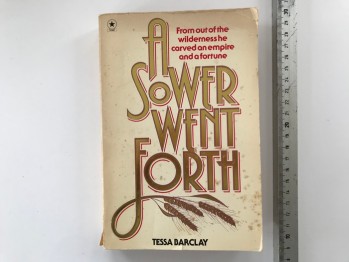 From out of the
wilderness he
carved an empire
and a fortune
A
SOWER
WENT
FORTH
TESSA BARCLAY